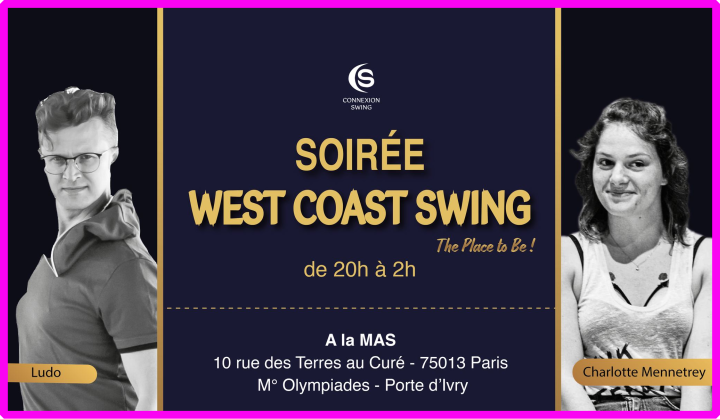 S
CONNEXION
SWING
SOIRÉE
WEST COAST SWING
The Place to Be !
de 20h à 2h
A la MAS
10 rue des Terres au Curé - 75013 Paris
M° Olympiades - Porte d'Ivry
Ludo
Charlotte Mennetrey